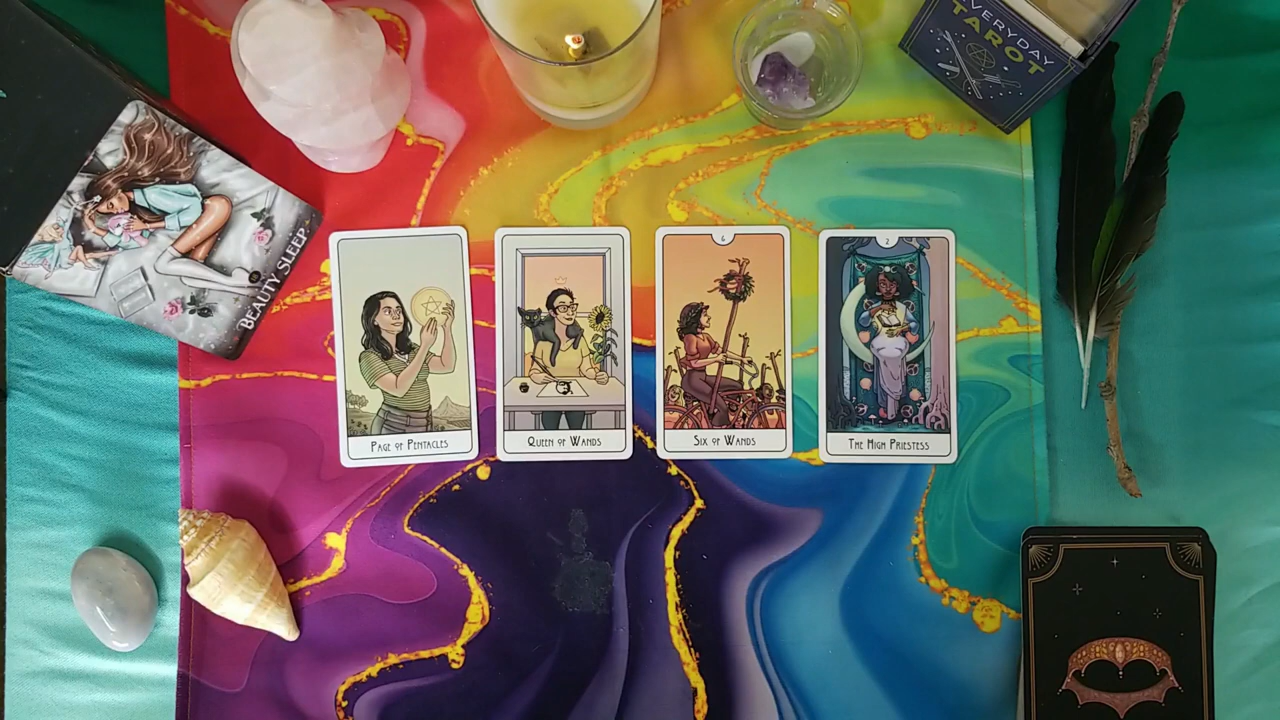 EVERYDAY
TAROT
BEAUTY SLEEP
6
2
PAGE OF PENTACLES
QUEEN OF WANDS
SIX OF WANDS
THE HIGH PRIESTESS